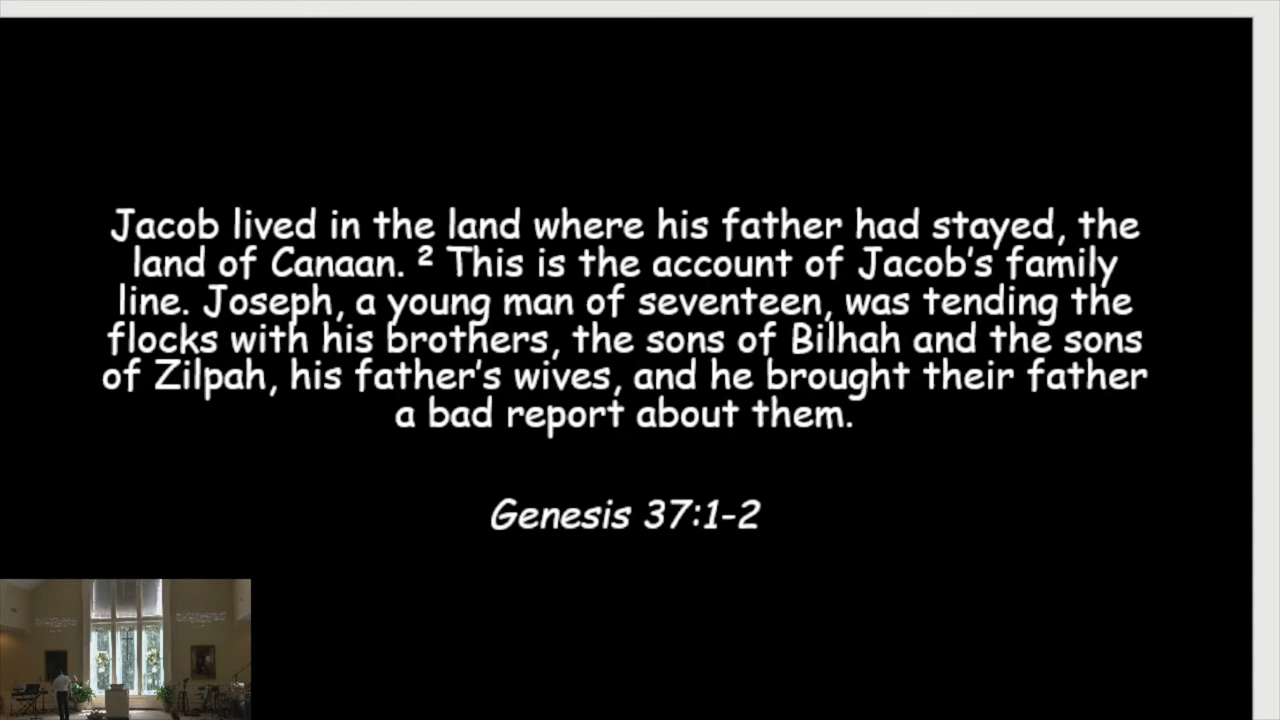 Jacob lived in the land where his father had stayed, the
land of Canaan. ² This is the account of Jacob's family
line. Joseph, a young man of seventeen, was tending the
flocks with his brothers, the sons of Bilhah and the sons
of Zilpah, his father's wives, and he brought their father
a bad report about them.
Genesis 37:1-2